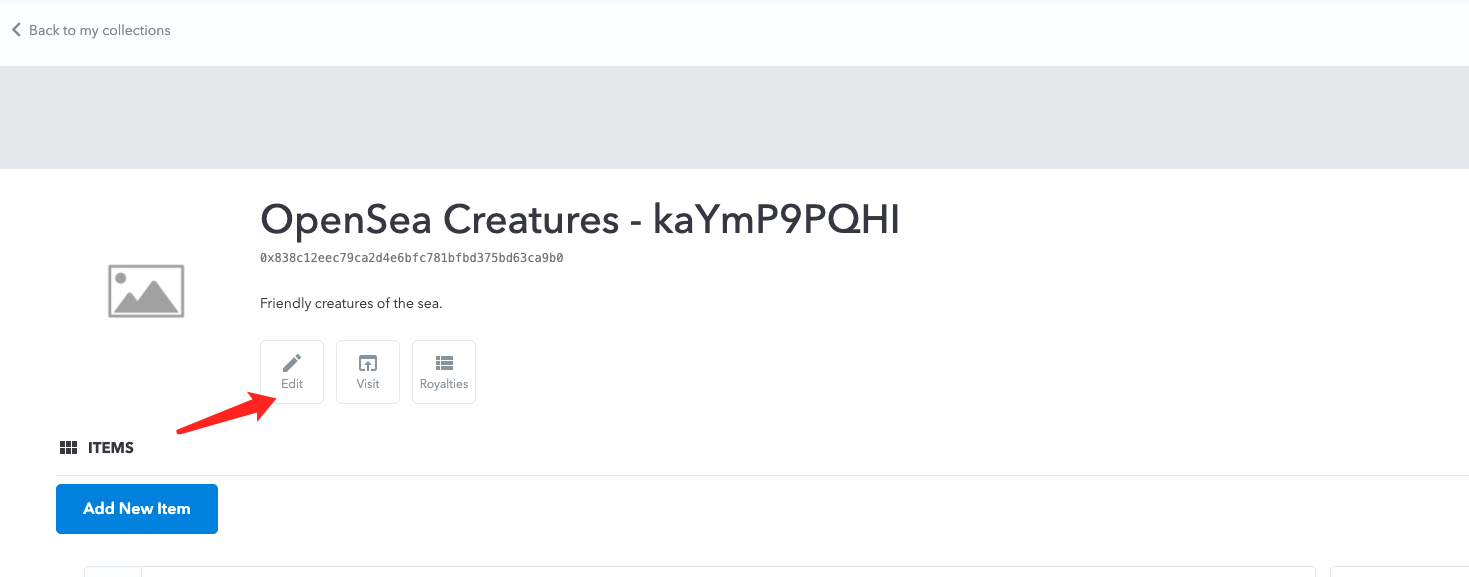 Back to my collections
OpenSea Creatures - kaYmP9PQHI
0x838c12eec79ca2d4e6bfc781bfbd375bd63ca9b0
Friendly creatures of the sea.
Edit
Visit
Royalties
ITEMS
Add New Item